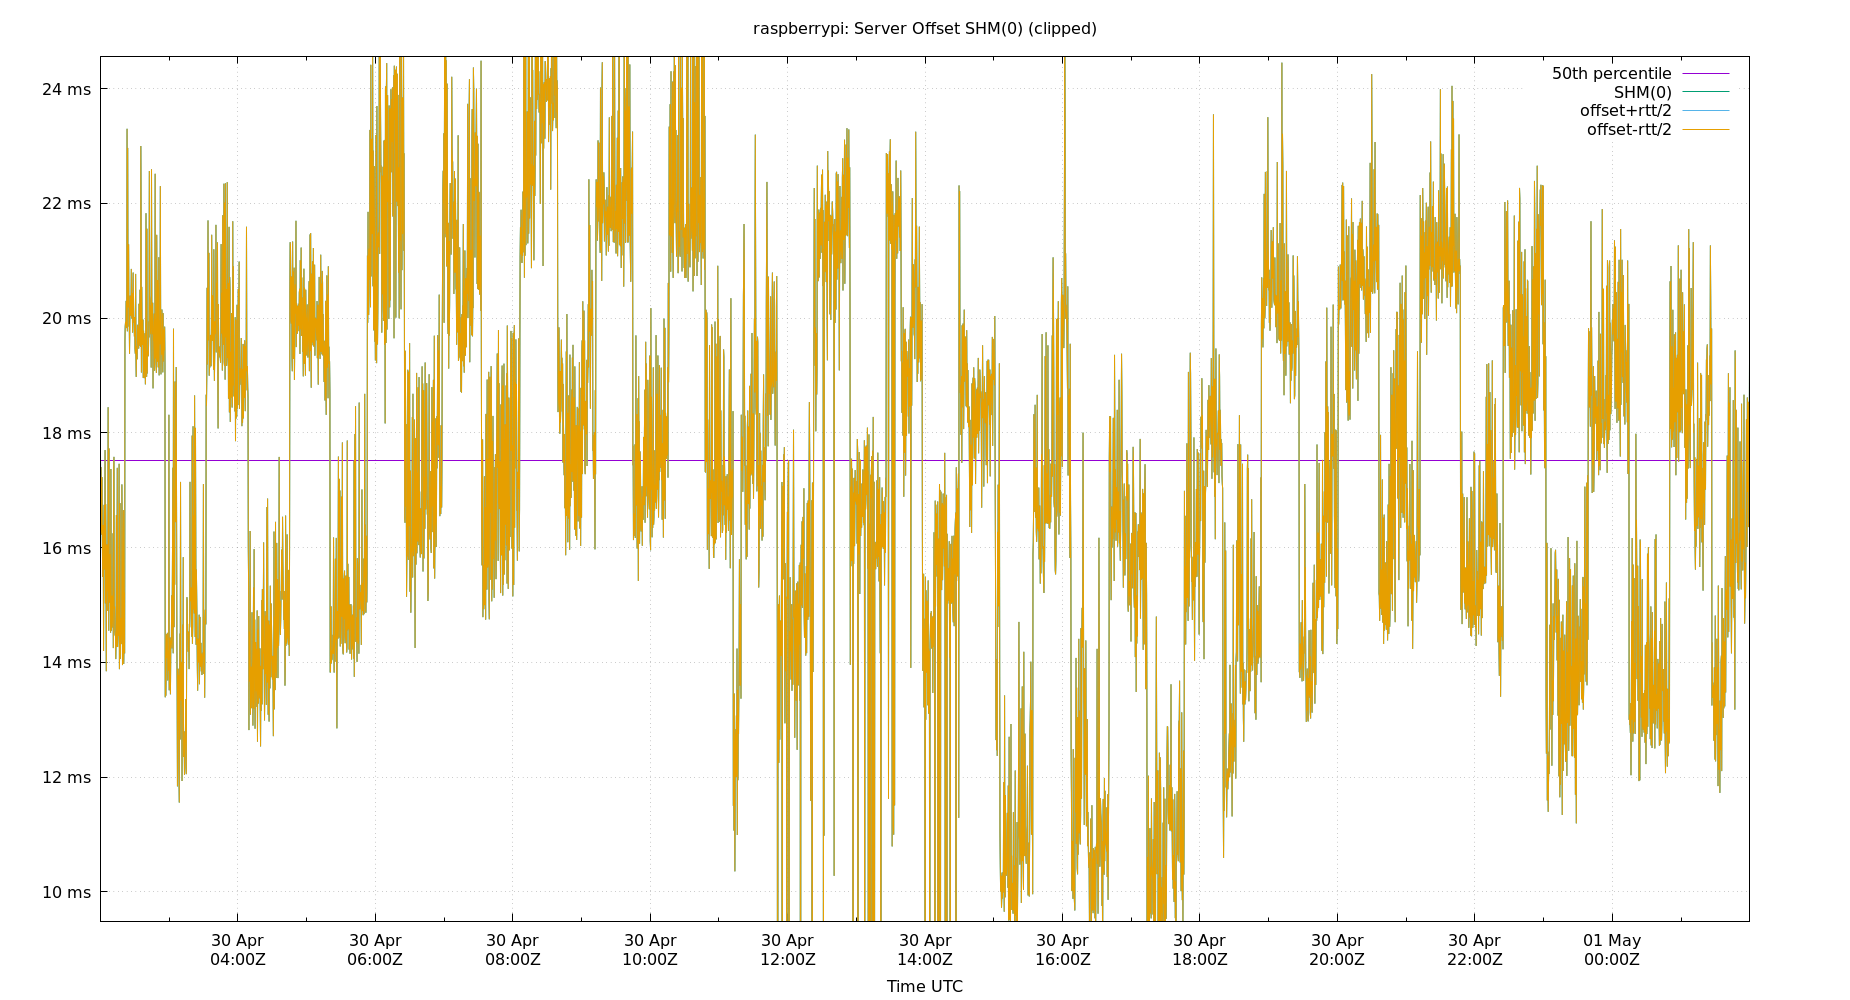 raspberrypi: Server Offset SHM(0) (clipped)
50th percentile
SHM(0)
offset+rtt/2
offset-rtt/2
24 ms
22 ms
20 ms
18 ms
16 ms
14 ms
12 ms
10 ms
30 Apr 30 Apr 30 Apr 30 Apr 30 Apr 30 Apr 30 Apr 30 Apr 30 Apr 30 Apr 01 May
04:00Z 06:00Z 08:00Z 10:00Z 12:00Z 14:00Z 16:00Z 18:00Z 20:00Z 22:00Z 00:00Z
Time UTC